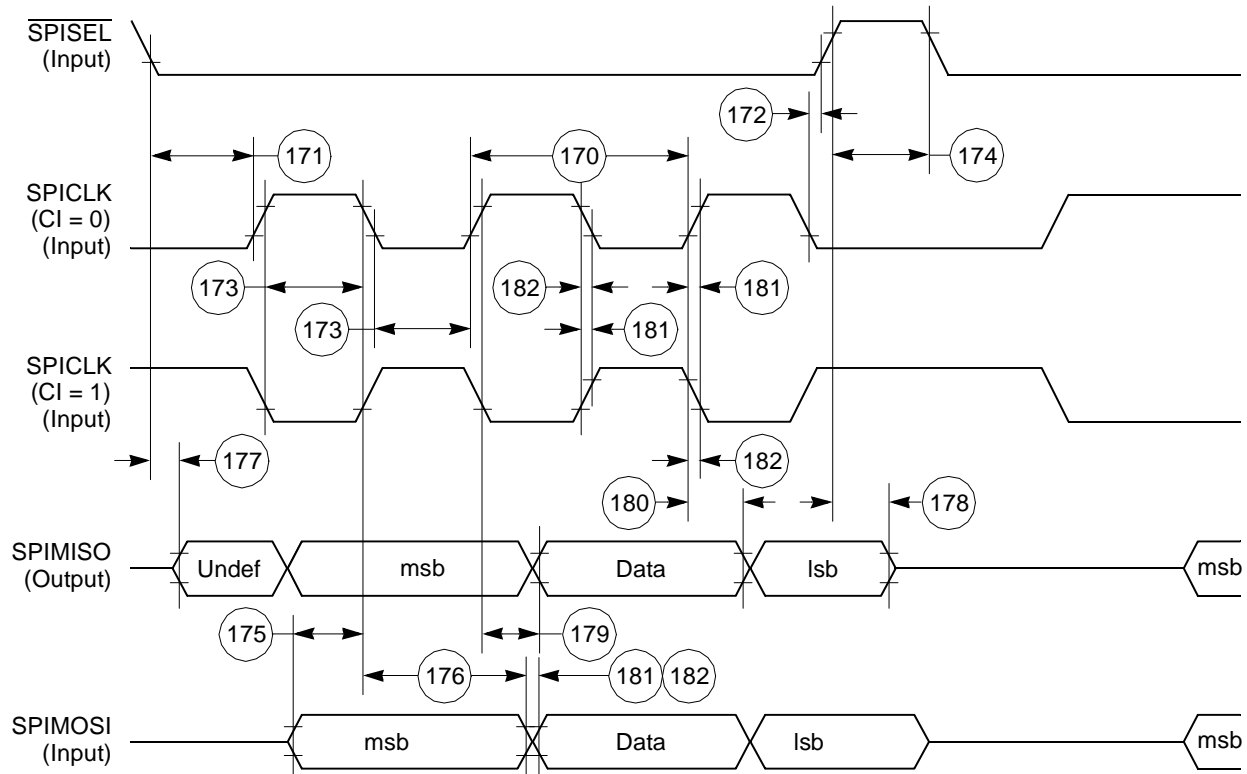 SPISEL
(Input)
172
171
170
174
SPICLK
(CI = 0)
(Input)
173
182
181
173
181
SPICLK
(CI = 1)
(Input)
177
182
180
178
SPIMISO
(Output)
Undef
msb
Data
lsb
msb
175
179
176
181
182
SPIMOSI
(Input)
msb
Data
lsb
msb